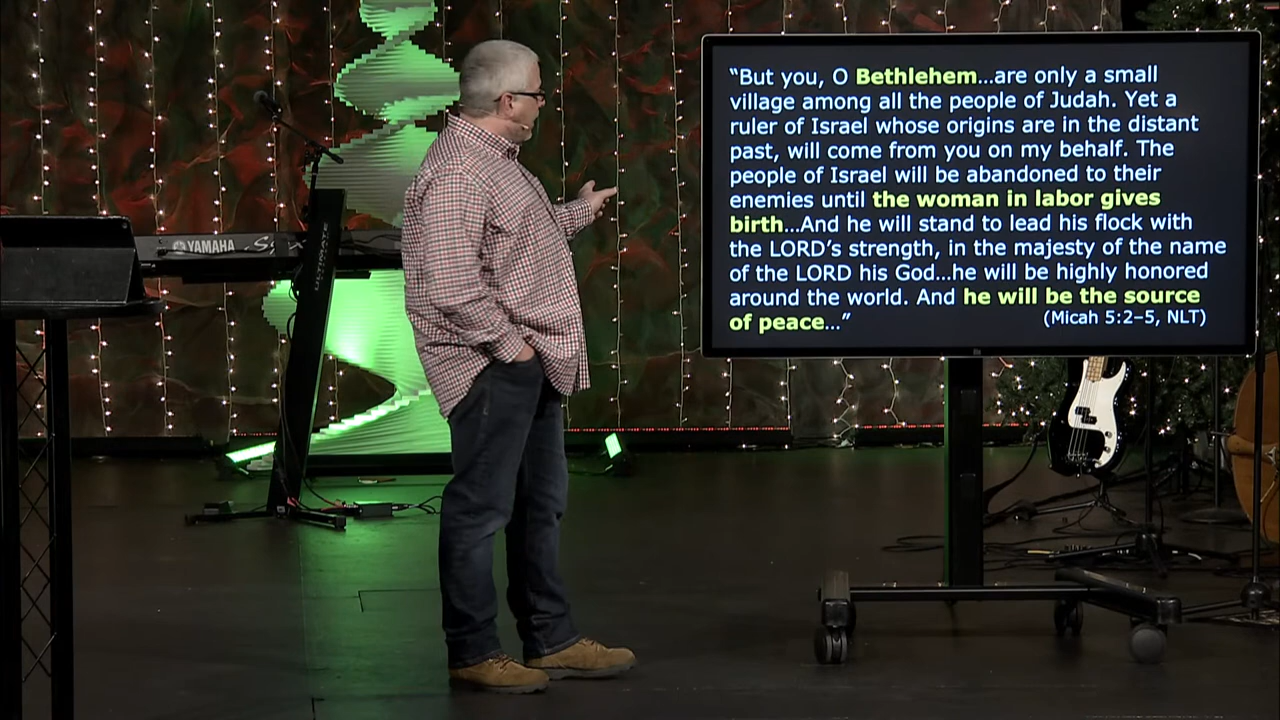 “But you, O Bethlehem...are only a small
village among all the people of Judah. Yet a
ruler of Israel whose origins are in the distant
past, will come from you on my behalf. The
people of Israel will be abandoned to their
enemies until the woman in labor gives
birth...And he will stand to lead his flock with
the LORD’s strength, in the majesty of the name
of the LORD his God...he will be highly honored
around the world. And he will be the source
of peace...” (Micah 5:2–5, NLT)
YAMAHA